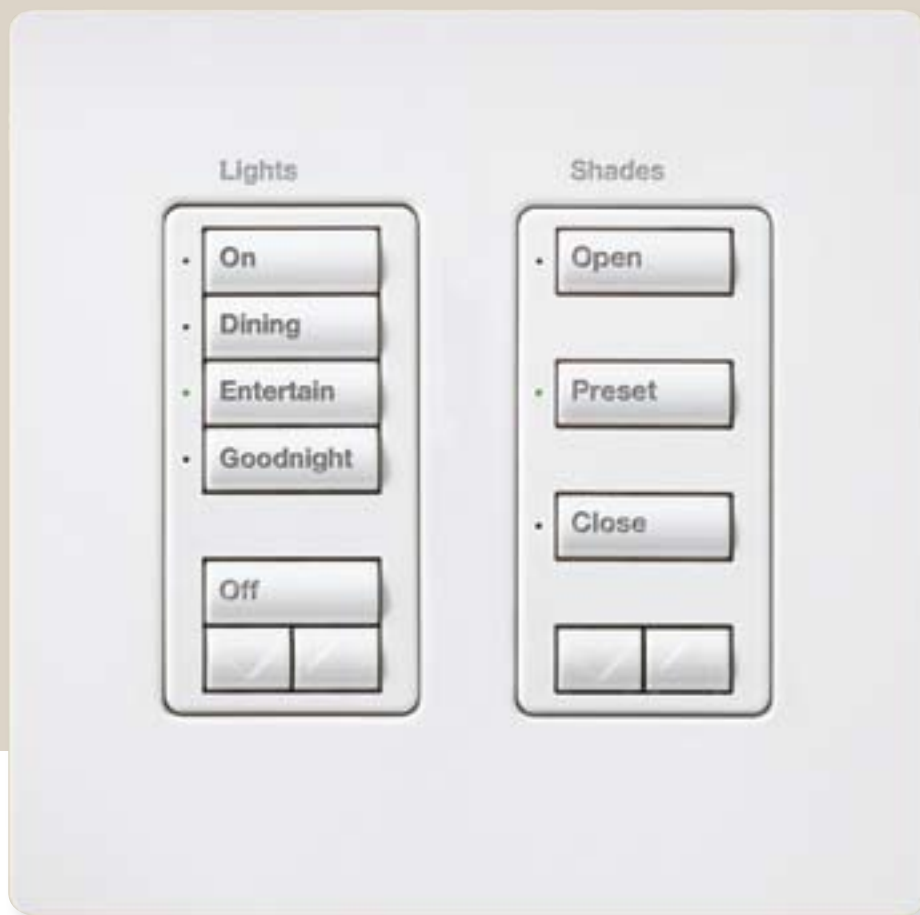 Lights
On
Dining
Entertain
Goodnight
Off
Shades
Open
Preset
Close